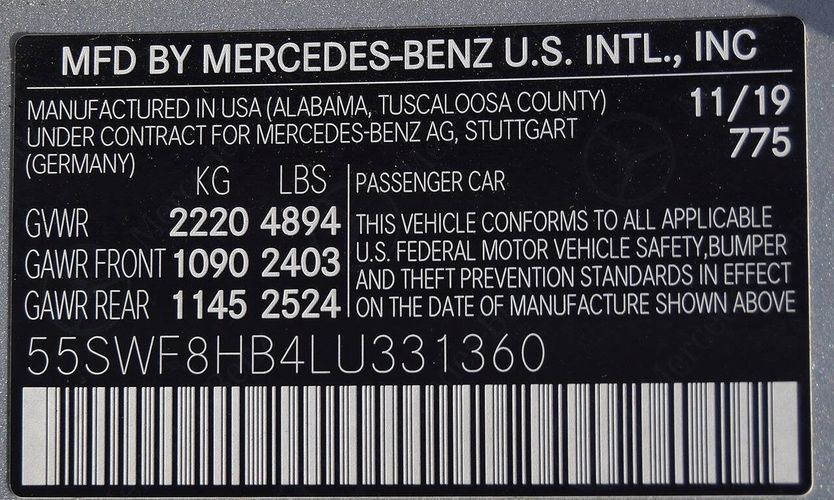 MFD BY MERCEDES-BENZ U.S. INTL., INC
MANUFACTURED IN USA (ALABAMA, TUSCALOOSA COUNTY)
UNDER CONTRACT FOR MERCEDES-BENZ AG, STUTTGART
(GERMANY)
11/19
775
KG LBS
GVWR 2220 4894
GAWR FRONT 1090 2403
GAWR REAR 1145 2524
PASSENGER CAR
THIS VEHICLE CONFORMS TO ALL APPLICABLE
U.S. FEDERAL MOTOR VEHICLE SAFETY,BUMPER
AND THEFT PREVENTION STANDARDS IN EFFECT
ON THE DATE OF MANUFACTURE SHOWN ABOVE
55SWF8HB4LU331360